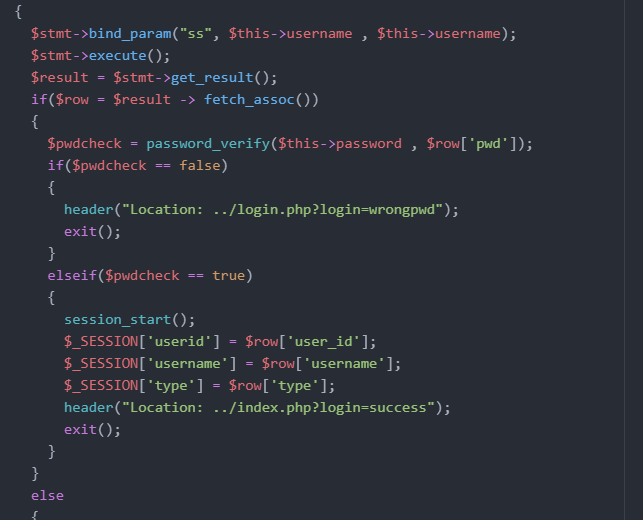 {
$stmt->bind_param("ss", $this->username , $this->username);
$stmt->execute();
$result = $stmt->get_result();
if($row = $result -> fetch_assoc())
{
$pwdcheck = password_verify($this->password , $row['pwd']);
if($pwdcheck == false)
{
header("Location: ../login.php?login=wrongpwd");
exit();
}
elseif($pwdcheck == true)
{
session_start();
$_SESSION['userid'] = $row['user_id'];
$_SESSION['username'] = $row['username'];
$_SESSION['type'] = $row['type'];
header("Location: ../index.php?login=success");
exit();
}
}
else
{